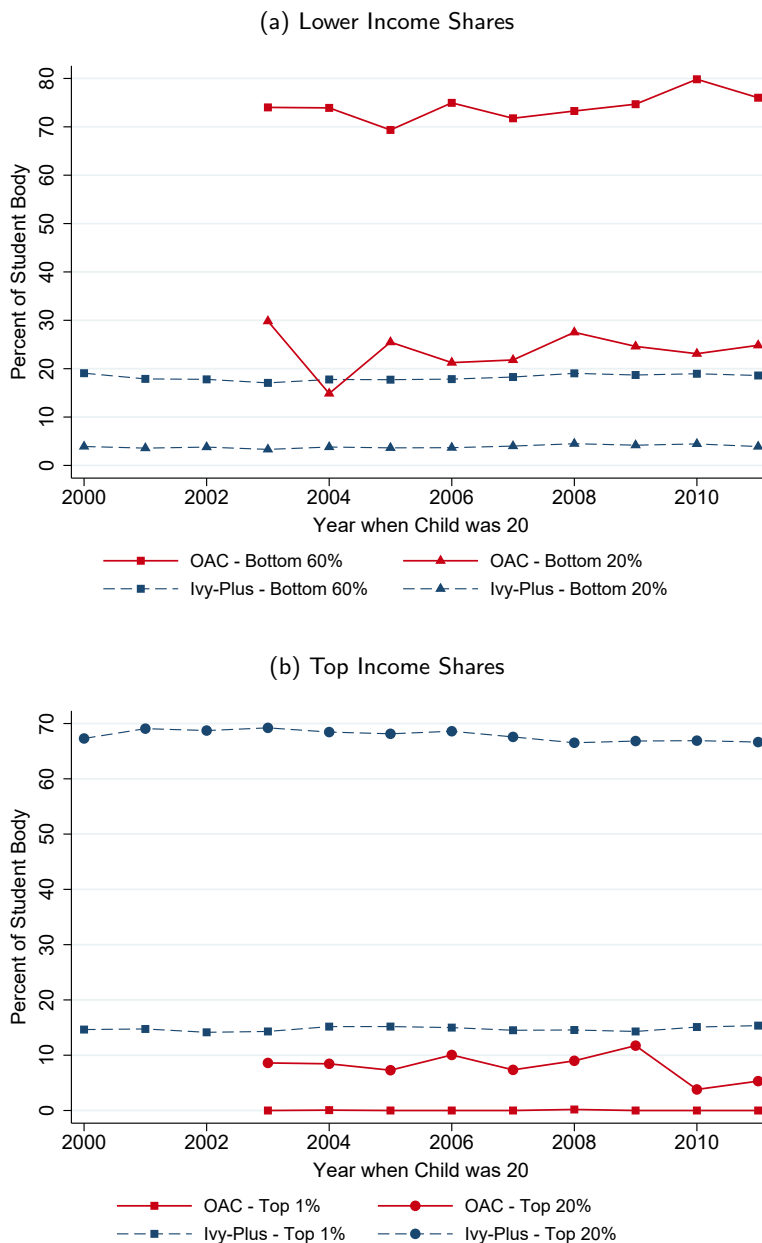 (a) Lower Income Shares
80
70
60
50
40
30
20
10
0
Percent of Student Body
2000 2002 2004 2006 2008 2010
Year when Child was 20
OAC - Bottom 60% OAC - Bottom 20%
Ivy-Plus - Bottom 60% Ivy-Plus - Bottom 20%
(b) Top Income Shares
70
60
50
40
30
20
10
0
Percent of Student Body
2000 2002 2004 2006 2008 2010
Year when Child was 20
OAC - Top 1% OAC - Top 20%
Ivy-Plus - Top 1% Ivy-Plus - Top 20%